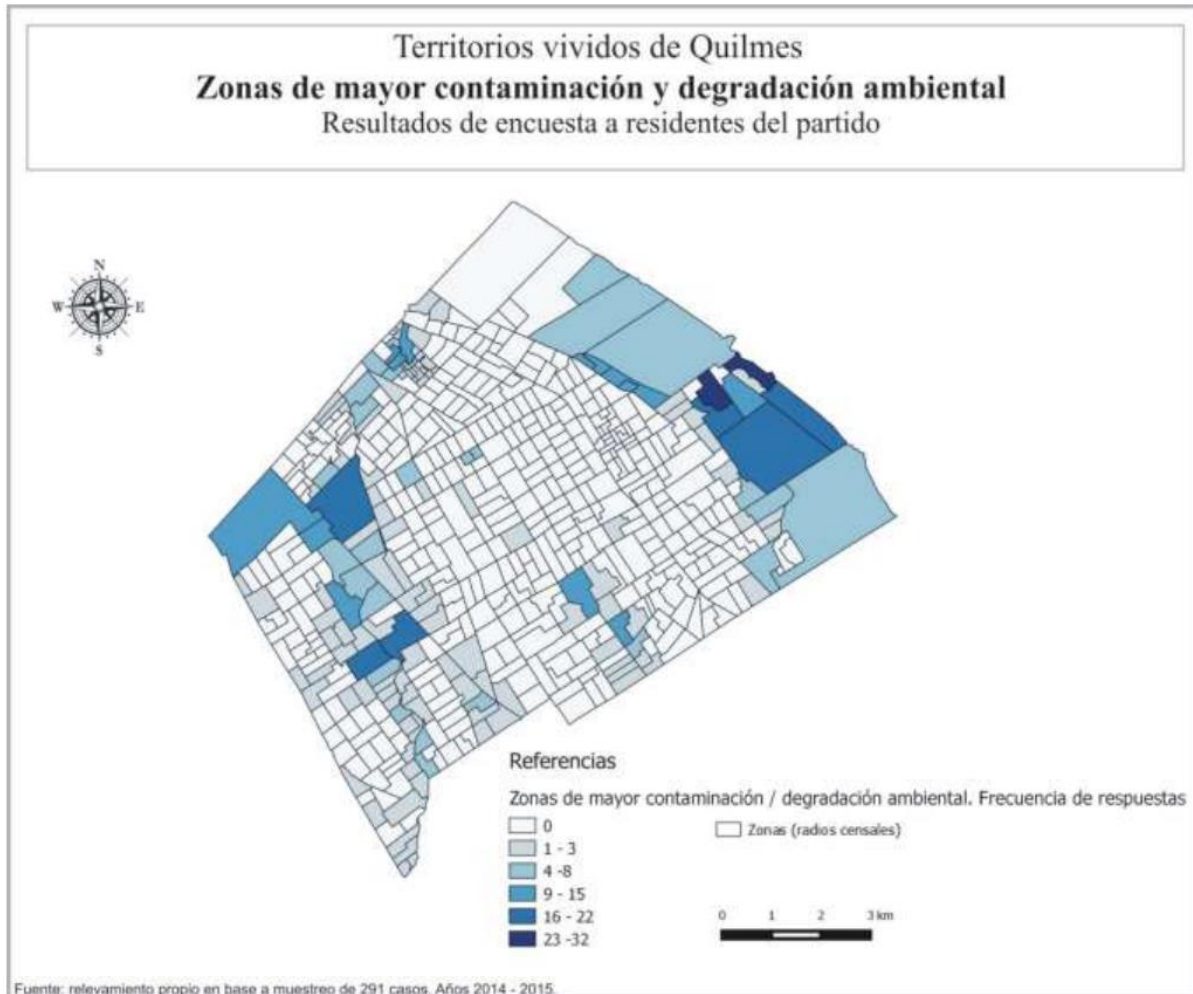 Territorios vividos de Quilmes
Zonas de mayor contaminación y degradación ambiental
Resultados de encuesta a residentes del partido
N
W E
S
Referencias
Zonas de mayor contaminación / degradación ambiental. Frecuencia de respuestas
0
1 - 3
4 -8
9 - 15
16 - 22
23 -32
Zonas (radios censales)
0 1 2 3 km
Fuente: relevamiento propio en base a muestreo de 291 casos. Años 2014 - 2015.